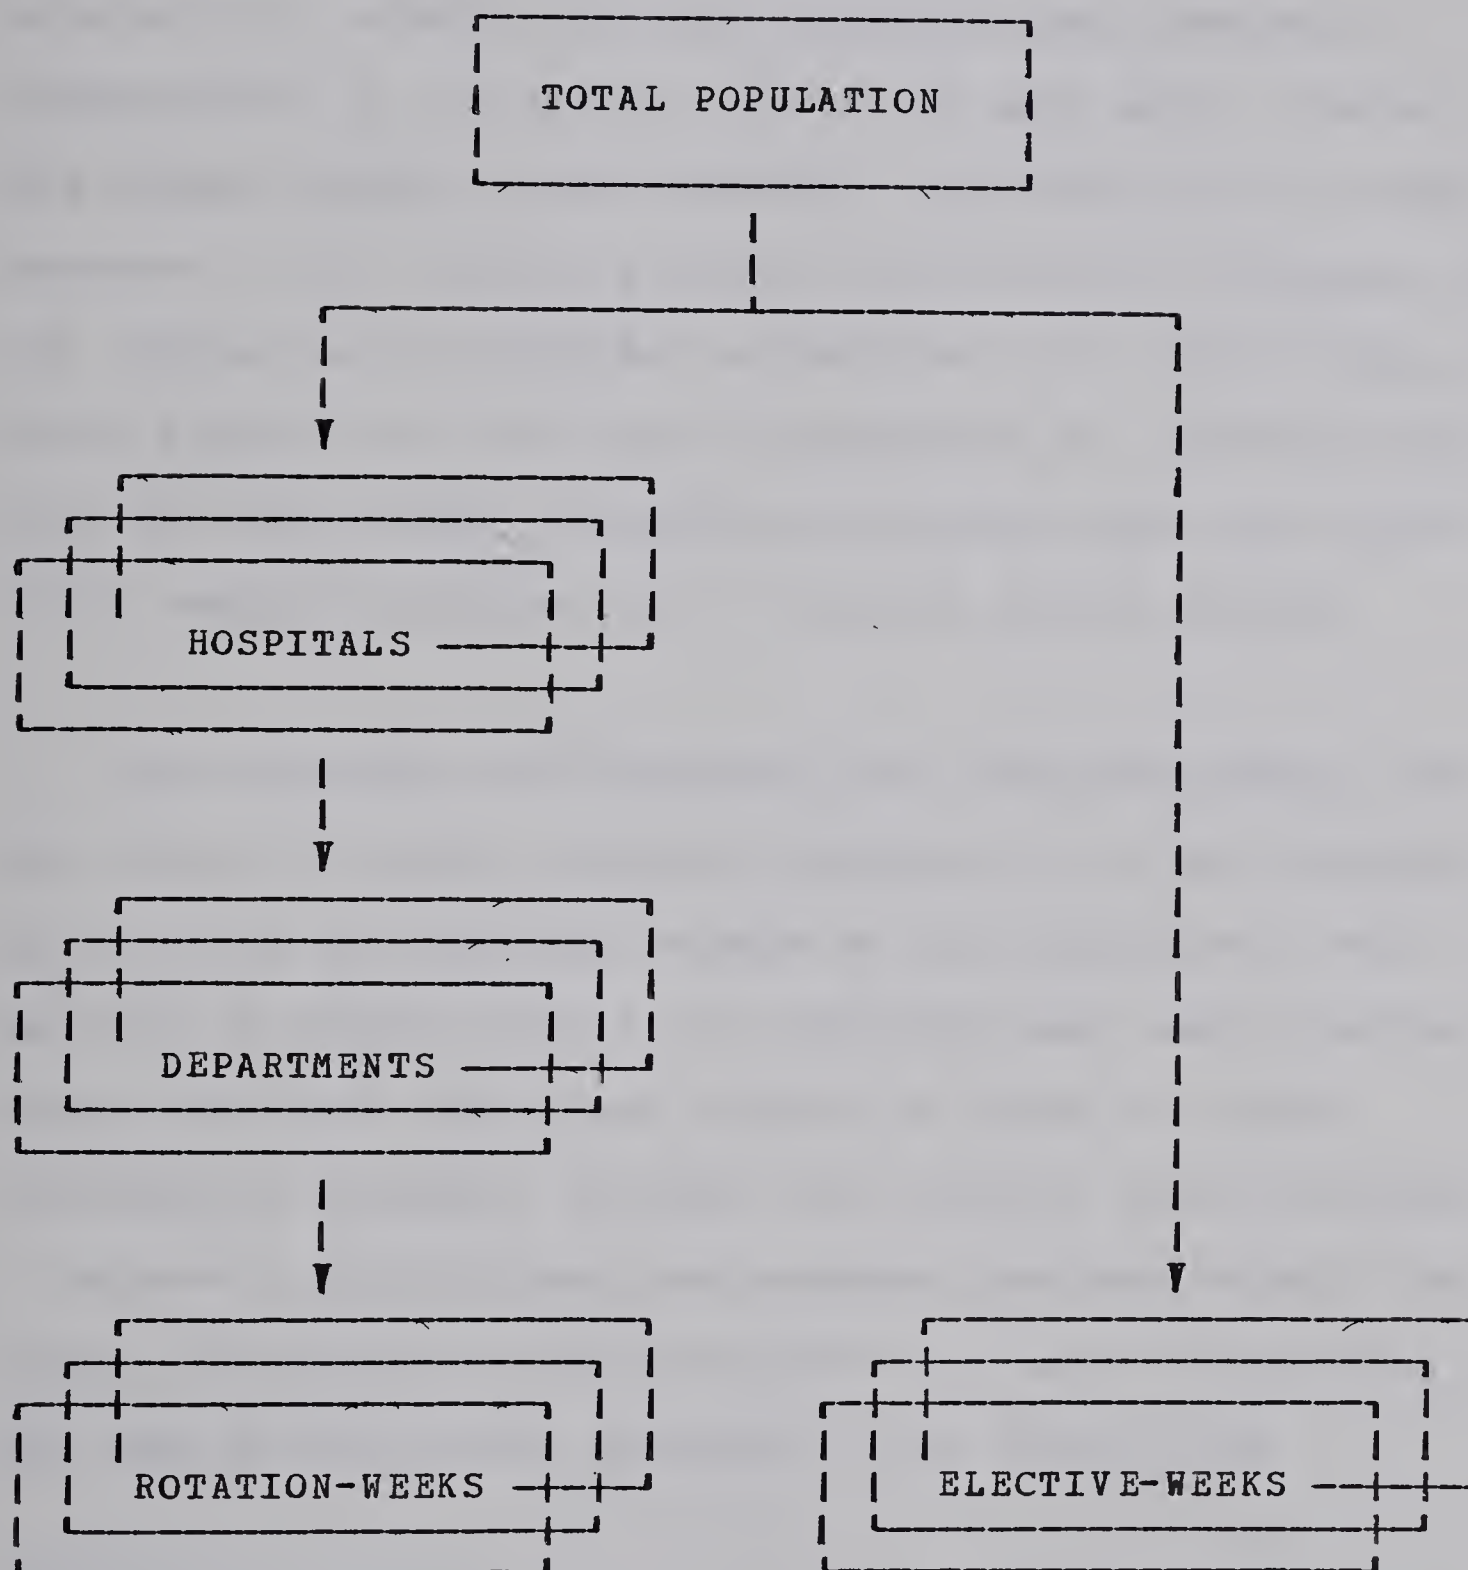 TOTAL POPULATION
HOSPITALS
DEPARTMENTS
ROTATION-WEEKS
ELECTIVE-WEEKS